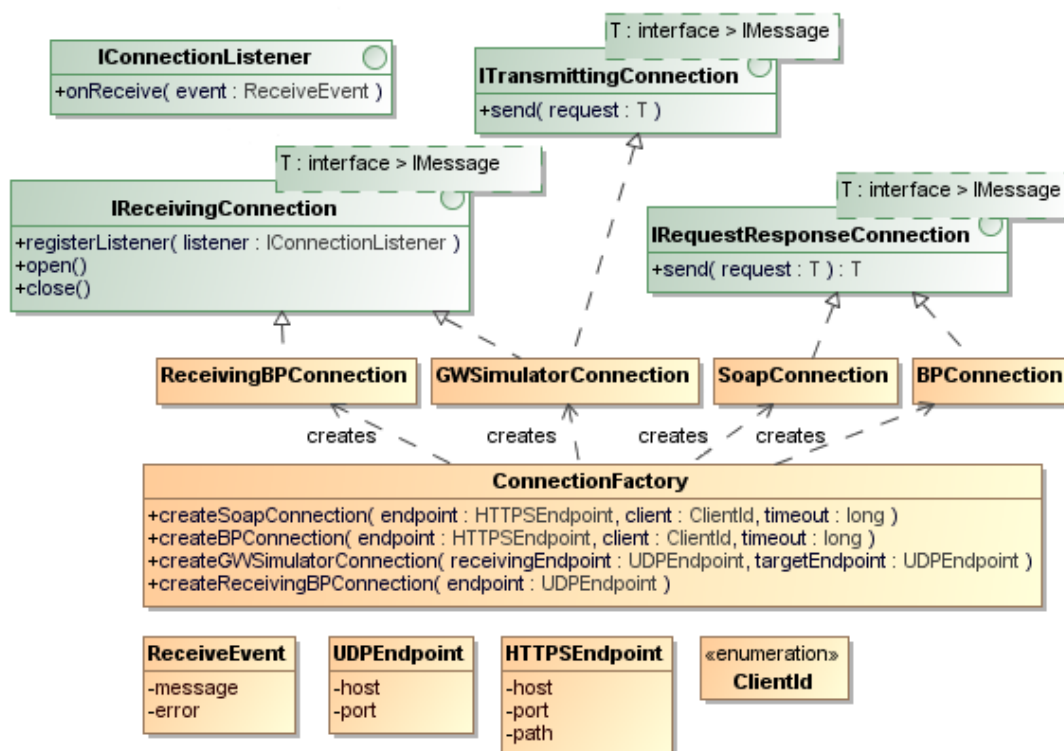 T : interface > IMessage
IConnectionListener
+onReceive( event : ReceiveEvent )
ITransmittingConnection
+send( request : T )
T : interface > IMessage
IReceivingConnection
+registerListener( listener : IConnectionListener )
+open()
+close()
T : interface > IMessage
IRequestResponseConnection
+send( request : T ) : T
ReceivingBPConnection
GWSimulatorConnection
SoapConnection
BPConnection
creates
creates
creates
creates
ConnectionFactory
+createSoapConnection( endpoint : HTTPSEndpoint, client : ClientId, timeout : long )
+createBPConnection( endpoint : HTTPSEndpoint, client : ClientId, timeout : long )
+createGWSimulatorConnection( receivingEndpoint : UDPEndpoint, targetEndpoint : UDPEndpoint )
+createReceivingBPConnection( endpoint : UDPEndpoint )
ReceiveEvent
-message
-error
UDPEndpoint
-host
-port
HTTPSEndpoint
-host
-port
-path
«enumeration»
ClientId